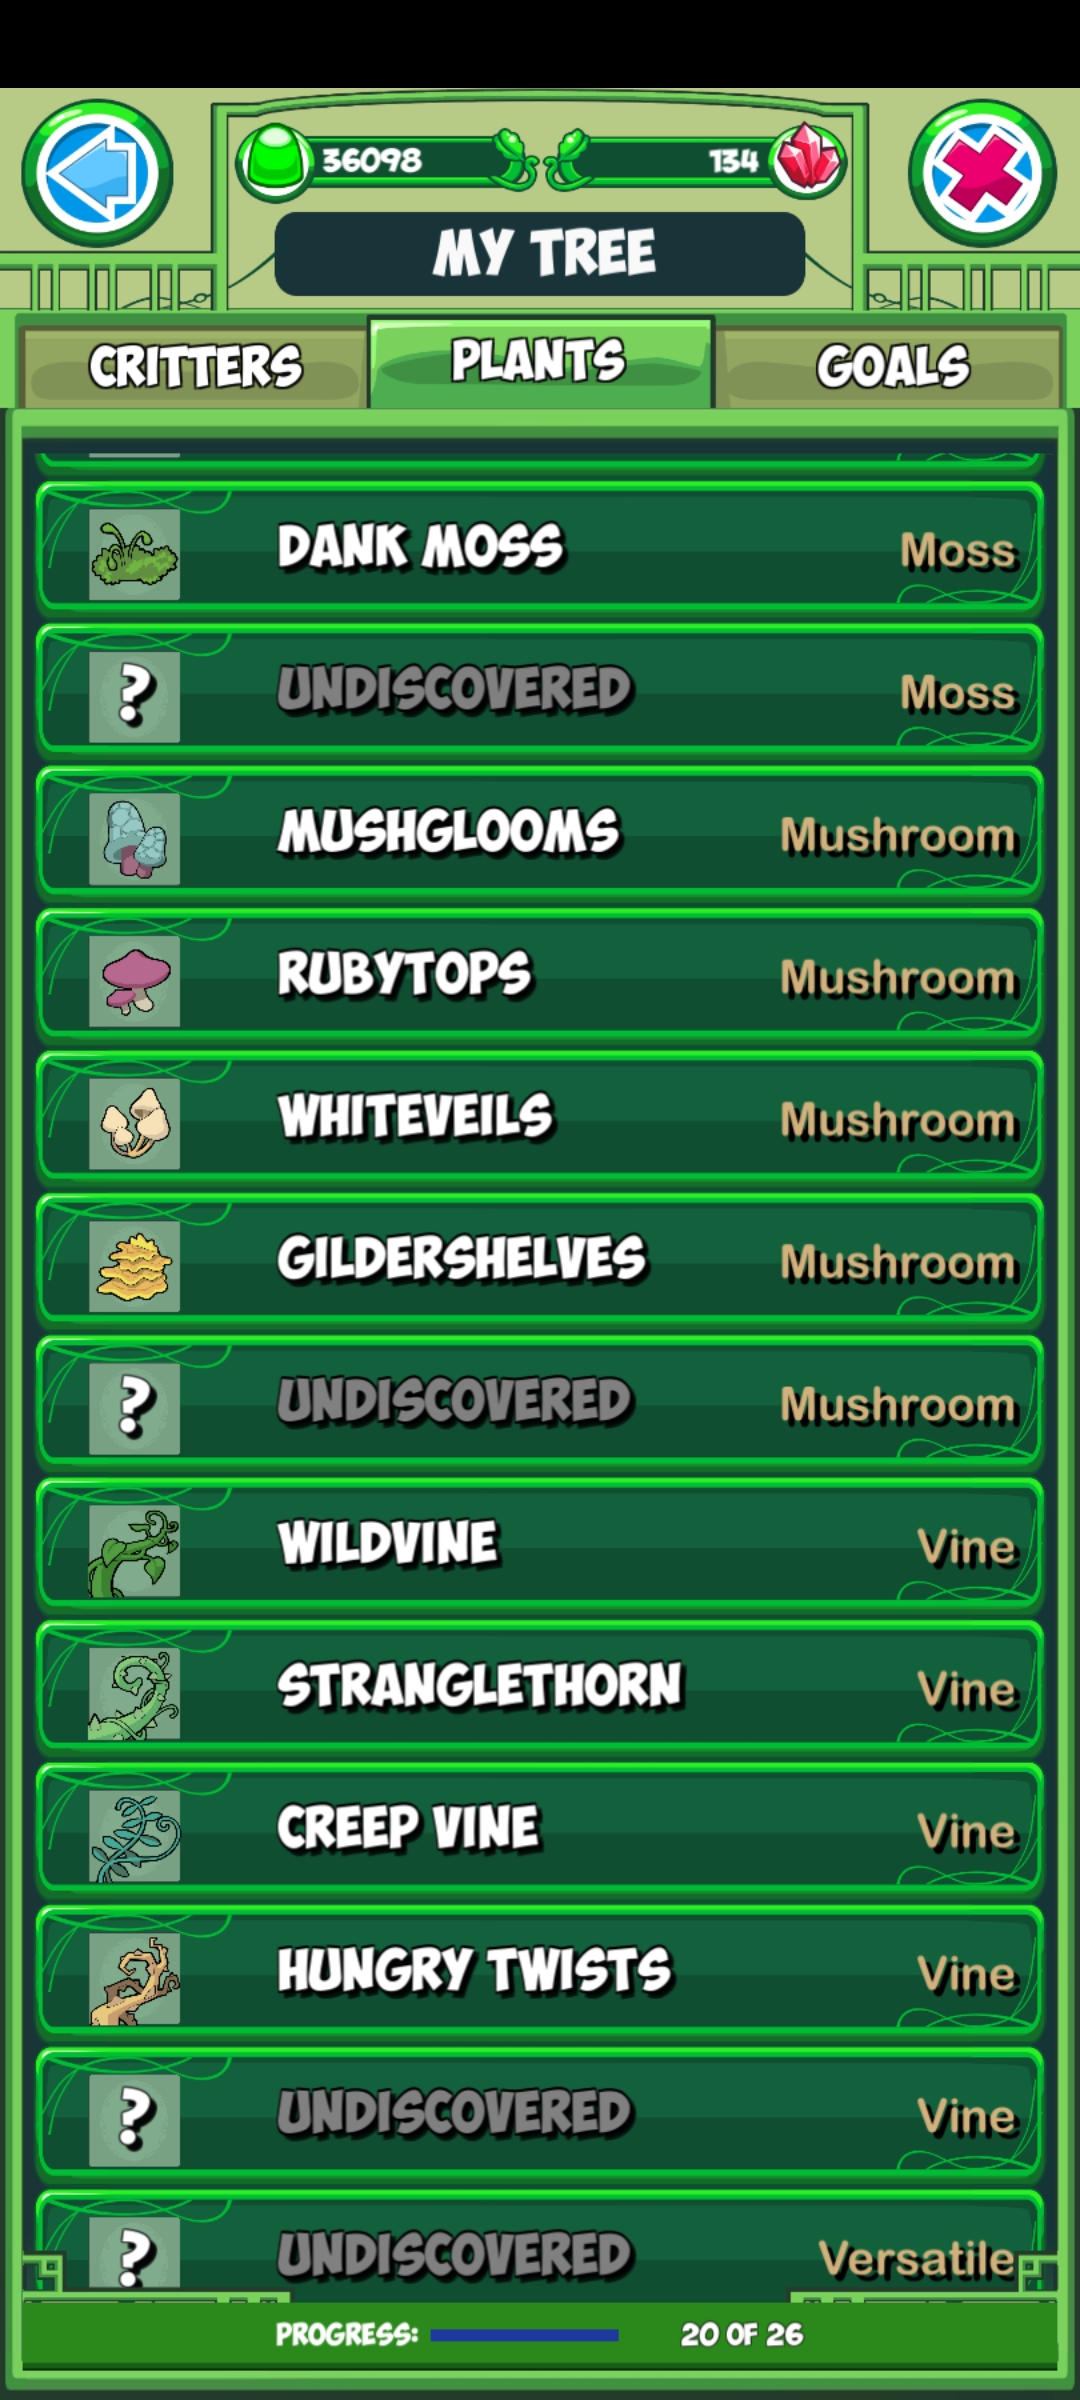 36098
134
MY TREE
CRITTERS
PLANTS
GOALS
DANK MOSS Moss
? UNDISCOVERED Moss
MUSHGLOOMS Mushroom
RUBYTOPS Mushroom
WHITEVEILS Mushroom
GILDERSHELVES Mushroom
? UNDISCOVERED Mushroom
WILDVINE Vine
STRANGLETHORN Vine
CREEP VINE Vine
HUNGRY TWISTS Vine
? UNDISCOVERED Vine
? UNDISCOVERED Versatile
PROGRESS: 20 OF 26